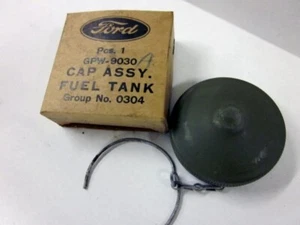 Ford
Pcs. 1
GPW-9030 A
CAP ASSY.
FUEL TANK
Group No. 0304